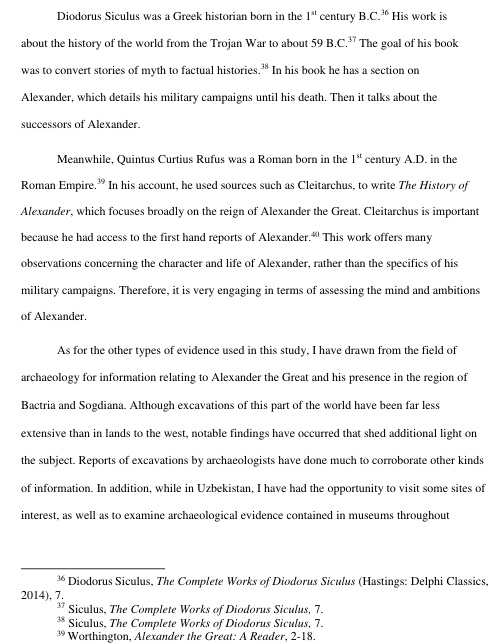 Diodorus Siculus was a Greek historian born in the 1st century B.C.36 His work is
about the history of the world from the Trojan War to about 59 B.C.37 The goal of his book
was to convert stories of myth to factual histories.38 In his book he has a section on
Alexander, which details his military campaigns until his death. Then it talks about the
successors of Alexander.
Meanwhile, Quintus Curtius Rufus was a Roman born in the 1st century A.D. in the
Roman Empire.39 In his account, he used sources such as Cleitarchus, to write The History of
Alexander, which focuses broadly on the reign of Alexander the Great. Cleitarchus is important
because he had access to the first hand reports of Alexander.40 This work offers many
observations concerning the character and life of Alexander, rather than the specifics of his
military campaigns. Therefore, it is very engaging in terms of assessing the mind and ambitions
of Alexander.
As for the other types of evidence used in this study, I have drawn from the field of
archaeology for information relating to Alexander the Great and his presence in the region of
Bactria and Sogdiana. Although excavations of this part of the world have been far less
extensive than in lands to the west, notable findings have occurred that shed additional light on
the subject. Reports of excavations by archaeologists have done much to corroborate other kinds
of information. In addition, while in Uzbekistan, I have had the opportunity to visit some sites of
interest, as well as to examine archaeological evidence contained in museums throughout
36 Diodorus Siculus, The Complete Works of Diodorus Siculus (Hastings: Delphi Classics,
2014), 7.
37 Siculus, The Complete Works of Diodorus Siculus, 7.
38 Siculus, The Complete Works of Diodorus Siculus, 7.
39 Worthington, Alexander the Great: A Reader, 2-18.